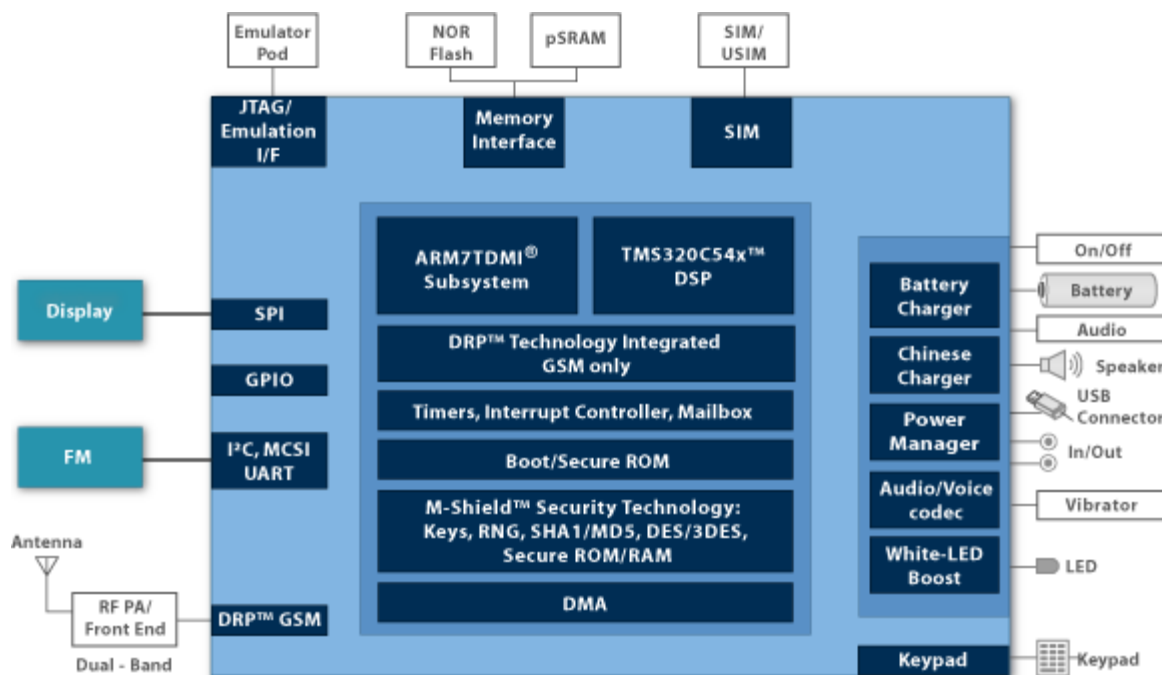 Emulator
Pod
NOR
Flash
pSRAM
SIM/
USIM
JTAG/
Emulation
I/F
Memory
Interface
SIM
ARM7TDMI®
Subsystem
TMS320C54x™
DSP
DRP™ Technology Integrated
GSM only
Timers, Interrupt Controller, Mailbox
Boot/Secure ROM
M-Shield™ Security Technology:
Keys, RNG, SHA1/MD5, DES/3DES,
Secure ROM/RAM
DMA
Display
SPI
GPIO
FM
I²C, MCSI
UART
Antenna
RF PA/
Front End
Dual - Band
DRP™ GSM
Battery
Charger
Chinese
Charger
Power
Manager
Audio/Voice
codec
White-LED
Boost
Keypad
On/Off
Battery
Audio
Speaker
USB
Connector
In/Out
Vibrator
LED
Keypad